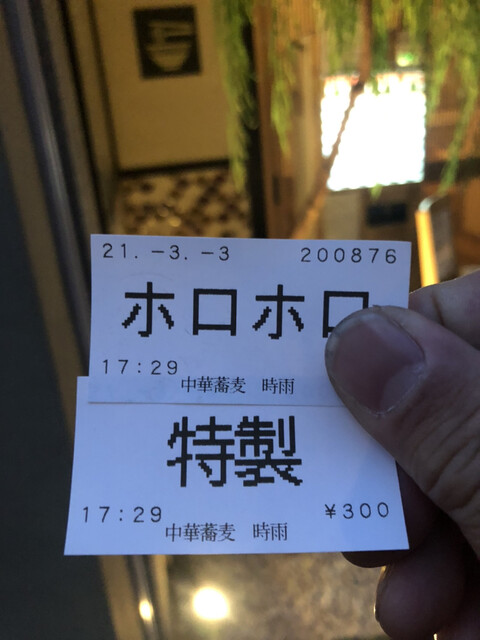 21.-3.-3 200876
ホロホロ
17:29
中華蕎麦 時雨
特製
17:29 ¥300
中華蕎麦 時雨